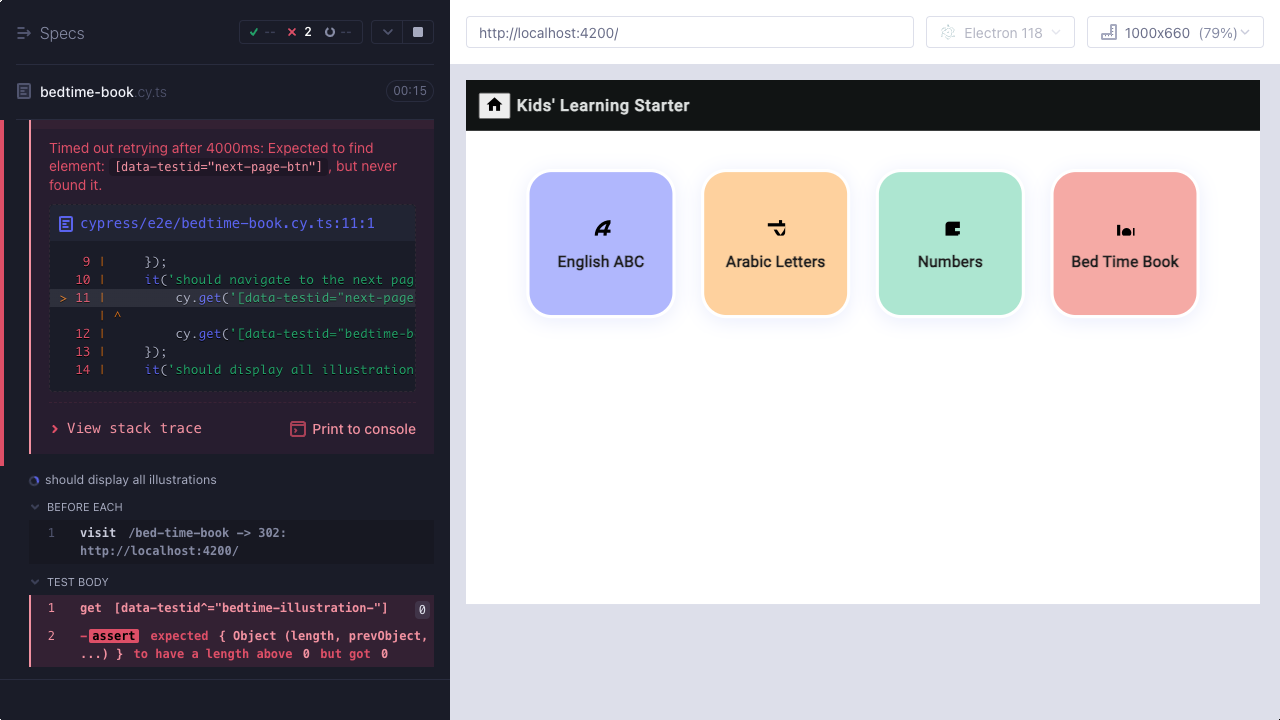 Specs
-- 2 --
bedtime-book.cy.ts 00:15
Timed out retrying after 4000ms: Expected to find
element: [data-testid="next-page-btn"] , but never
found it.
cypress/e2e/bedtime-book.cy.ts:11:1
9 | });
10 | it('should navigate to the next pag
> 11 | cy.get('[data-testid="next-page
| ^
12 | cy.get('[data-testid="bedtime-b
13 | });
14 | it('should display all illustration
View stack trace
Print to console
should display all illustrations
BEFORE EACH
1 visit /bed-time-book -> 302:
http://localhost:4200/
TEST BODY
1 get [data-testid^="bedtime-illustration-"] 0
2 -assert expected { Object (length, prevObject,
...) } to have a length above 0 but got 0
http://localhost:4200/
Electron 118
1000x660 (79%)
Kids' Learning Starter
English ABC
Arabic Letters
Numbers
Bed Time Book